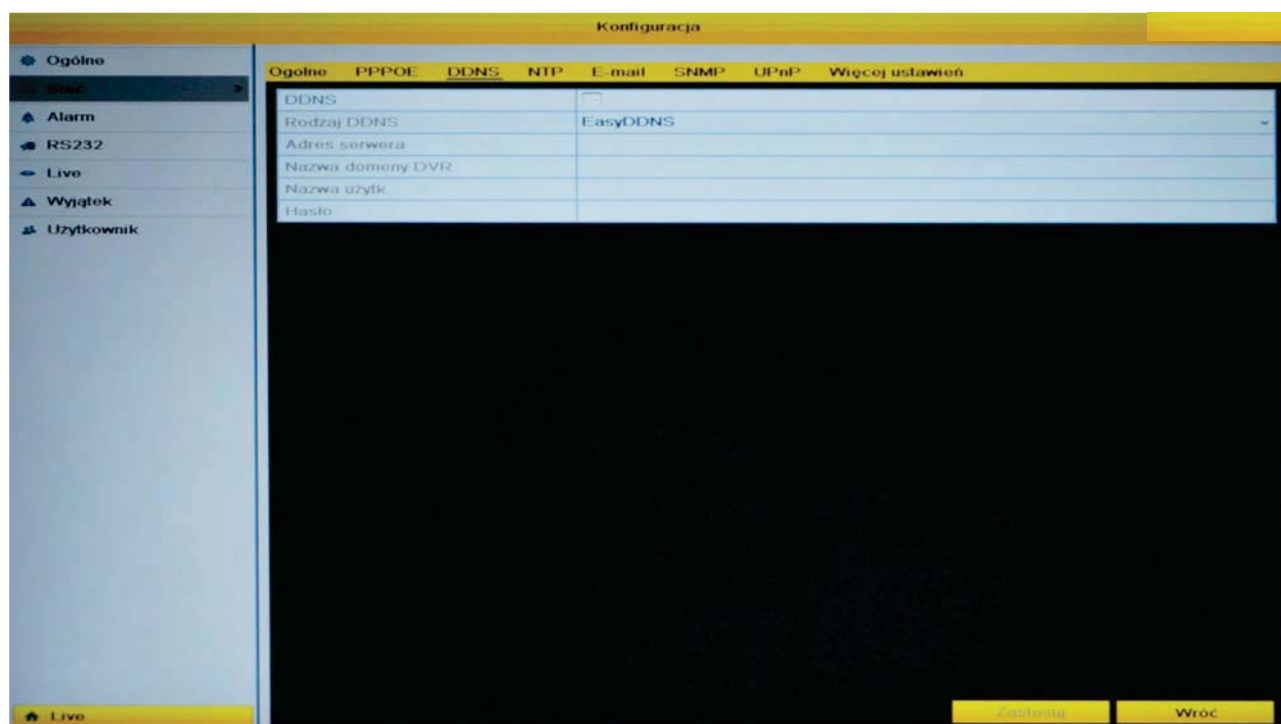 Konfiguracja
Ogólne
Sieć
Alarm
RS232
Live
Wyjątek
Użytkownik
Ogolne PPPOE DDNS NTP E-mail SNMP UPnP Więcej ustawień
DDNS
Rodzaj DDNS EasyDDNS
Adres serwera
Nazwa domeny DVR
Nazwa użytk
Hasło
Live
Zastosuj Wróć